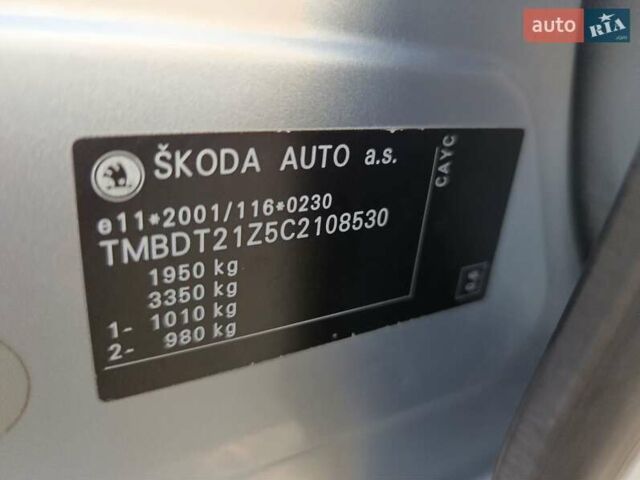 auto RIA.com
ŠKODA AUTO a.s.
CAYC
e11*2001/116*0230
TMBDT21Z5C2108530
1950 kg
3350 kg
1- 1010 kg
2- 980 kg